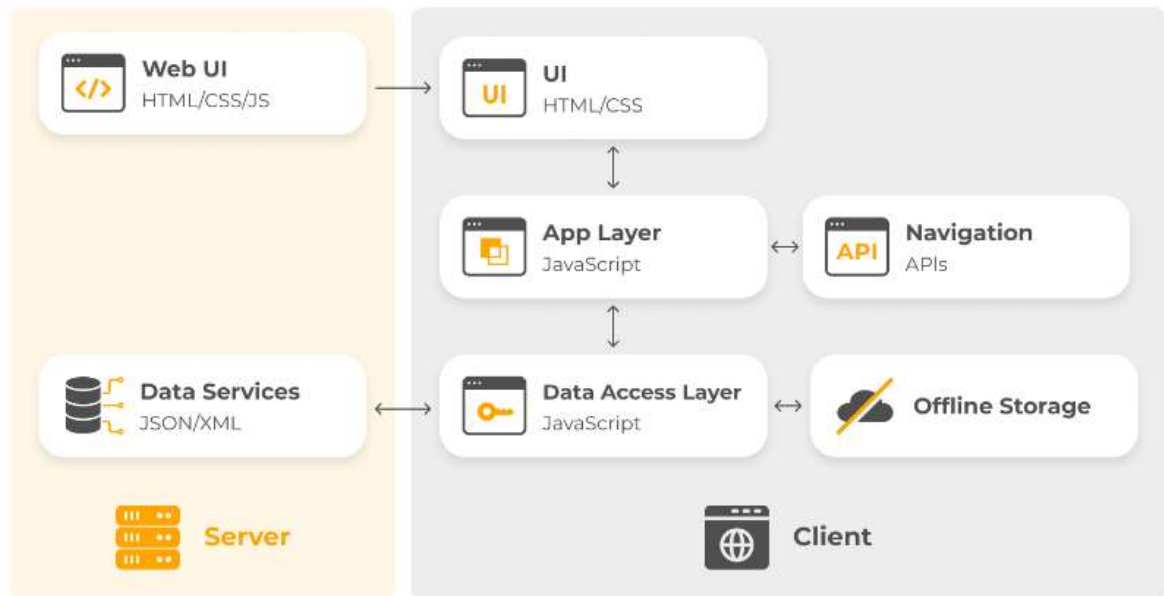 Web UI
HTML/CSS/JS
</>
UI
UI
HTML/CSS
App Layer
JavaScript
API
Navigation
APIs
Data Services
JSON/XML
Data Access Layer
JavaScript
Offline Storage
Server
Client